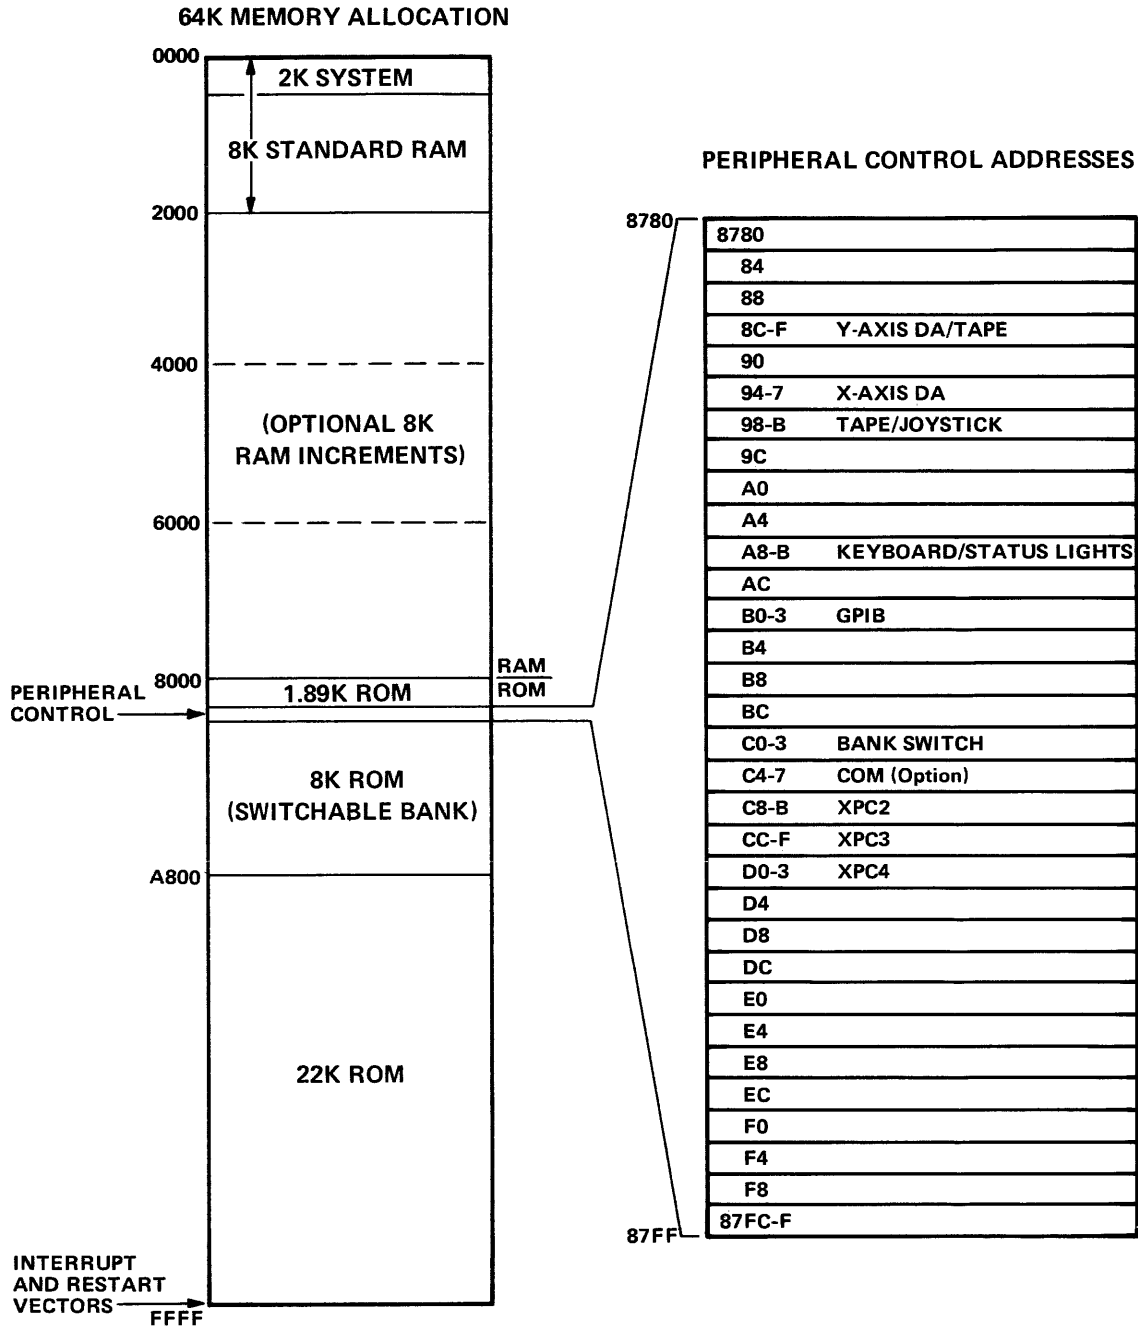 64K MEMORY ALLOCATION
0000
2K SYSTEM
8K STANDARD RAM
2000
4000
(OPTIONAL 8K
RAM INCREMENTS)
6000
8000
RAM
ROM
1.89K ROM
PERIPHERAL
CONTROL
8K ROM
(SWITCHABLE BANK)
A800
22K ROM
INTERRUPT
AND RESTART
VECTORS
FFFF
PERIPHERAL CONTROL ADDRESSES
8780
8780
84
88
8C-F Y-AXIS DA/TAPE
90
94-7 X-AXIS DA
98-B TAPE/JOYSTICK
9C
A0
A4
A8-B KEYBOARD/STATUS LIGHTS
AC
B0-3 GPIB
B4
B8
BC
C0-3 BANK SWITCH
C4-7 COM (Option)
C8-B XPC2
CC-F XPC3
D0-3 XPC4
D4
D8
DC
E0
E4
E8
EC
F0
F4
F8
87FC-F
87FF